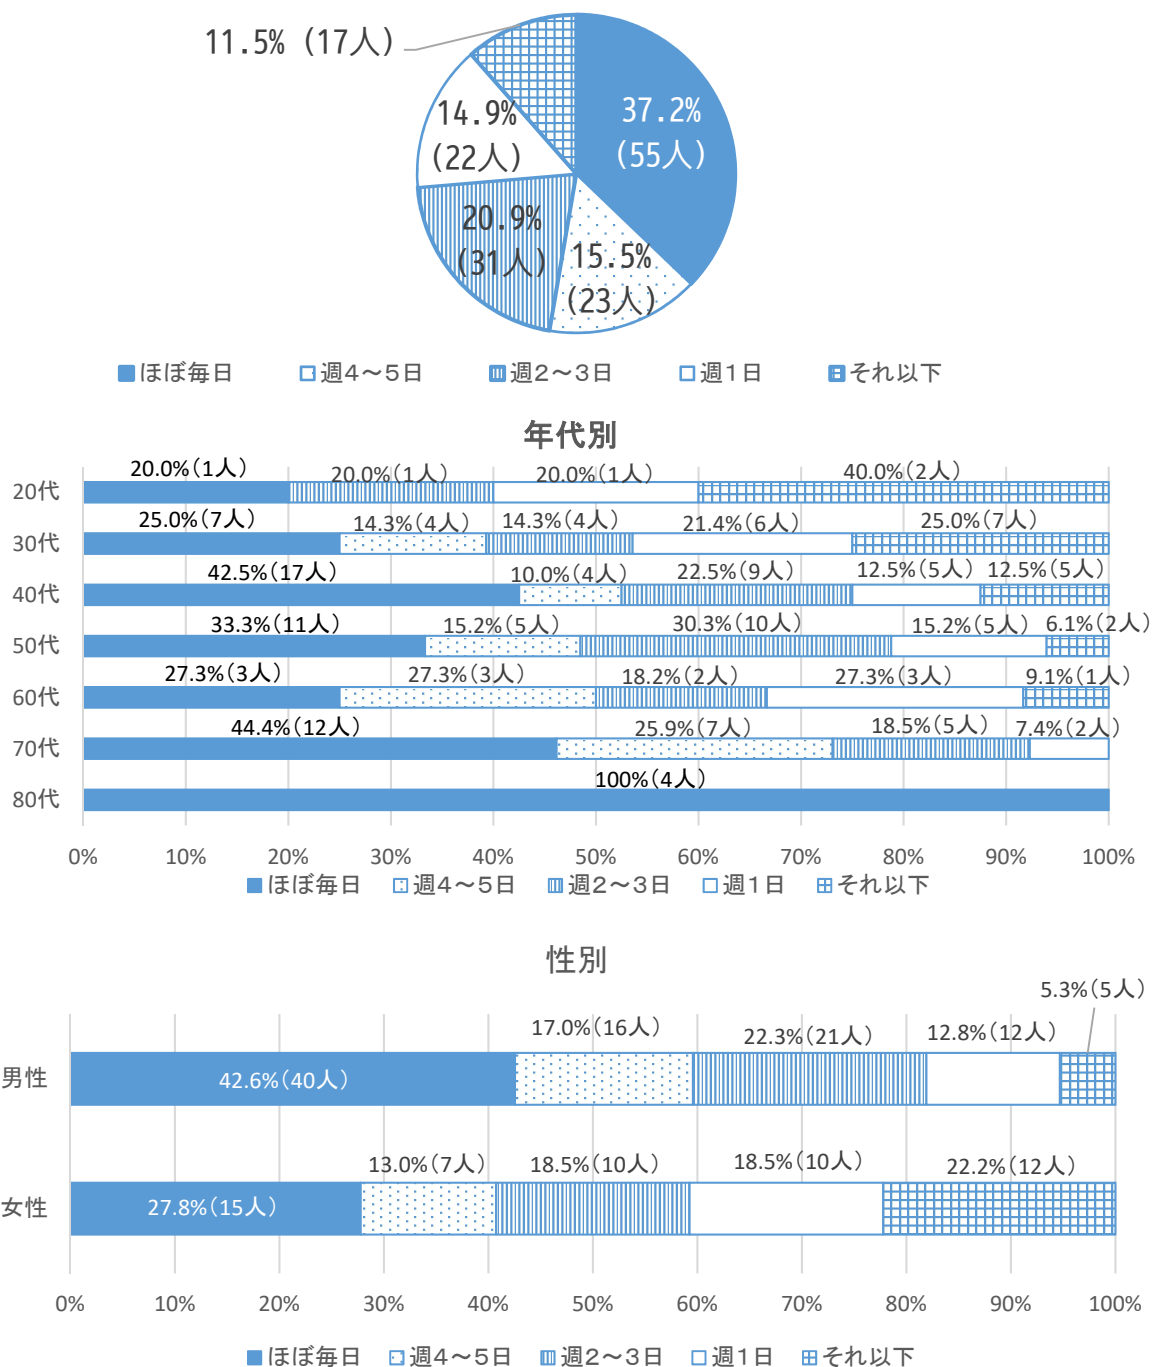 11.5%（17人）
37.2%
（55人）
14.9%
（22人）
20.9%
（31人）
15.5%
（23人）
ほぼ毎日 週４～５日 週２～３日 週１日 それ以下
年代別
20代 20.0%（1人） 20.0%（1人） 20.0%（1人） 40.0%（2人）
30代 25.0%（7人） 14.3%（4人） 14.3%（4人） 21.4%（6人） 25.0%（7人）
40代 42.5%（17人） 10.0%（4人） 22.5%（9人） 12.5%（5人） 12.5%（5人）
50代 33.3%（11人） 15.2%（5人） 30.3%（10人） 15.2%（5人） 6.1%（2人）
60代 27.3%（3人） 27.3%（3人） 18.2%（2人） 27.3%（3人） 9.1%（1人）
70代 44.4%（12人） 25.9%（7人） 18.5%（5人） 7.4%（2人）
80代 100%（4人）
0% 10% 20% 30% 40% 50% 60% 70% 80% 90% 100%
ほぼ毎日 週４～５日 週２～３日 週１日 それ以下
性別
5.3%（5人）
17.0%（16人） 22.3%（21人） 12.8%（12人）
男性 42.6%（40人）
13.0%（7人） 18.5%（10人） 18.5%（10人） 22.2%（12人）
女性 27.8%（15人）
0% 10% 20% 30% 40% 50% 60% 70% 80% 90% 100%
ほぼ毎日 週４～５日 週２～３日 週１日 それ以下